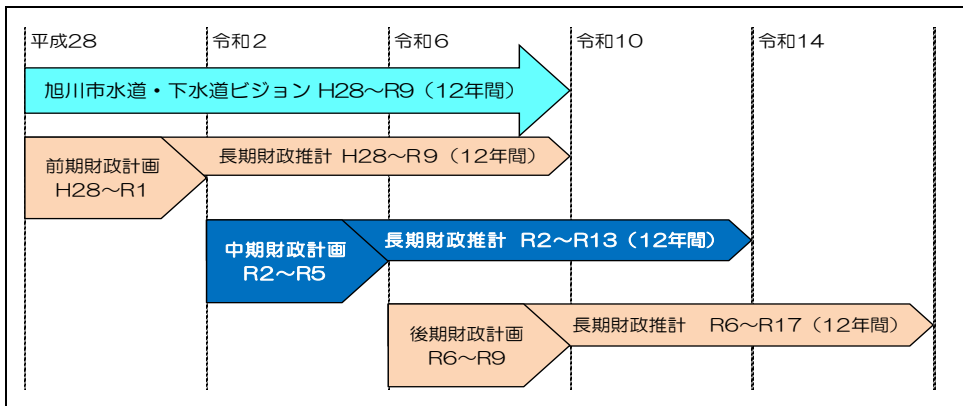 平成28
令和2
令和6
令和10
令和14
旭川市水道・下水道ビジョン H28~R9(12年間)
前期財政計画
H28~R1
長期財政推計 H28~R9(12年間)
中期財政計画
R2~R5
長期財政推計 R2~R13(12年間)
後期財政計画
R6~R9
長期財政推計 R6~R17(12年間)